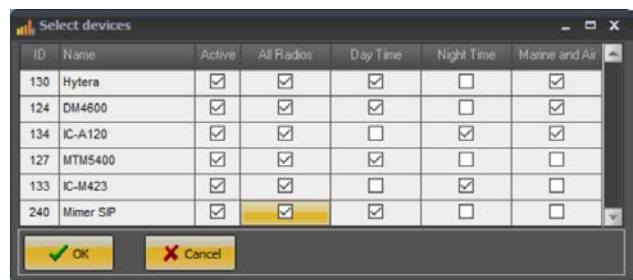 Select devices
ID Name Active All Radios Day Time Night Time Marine and Air
130 Hytera
124 DM4600
134 IC-A120
127 MTM5400
133 IC-M423
240 Mimer SIP
OK Cancel